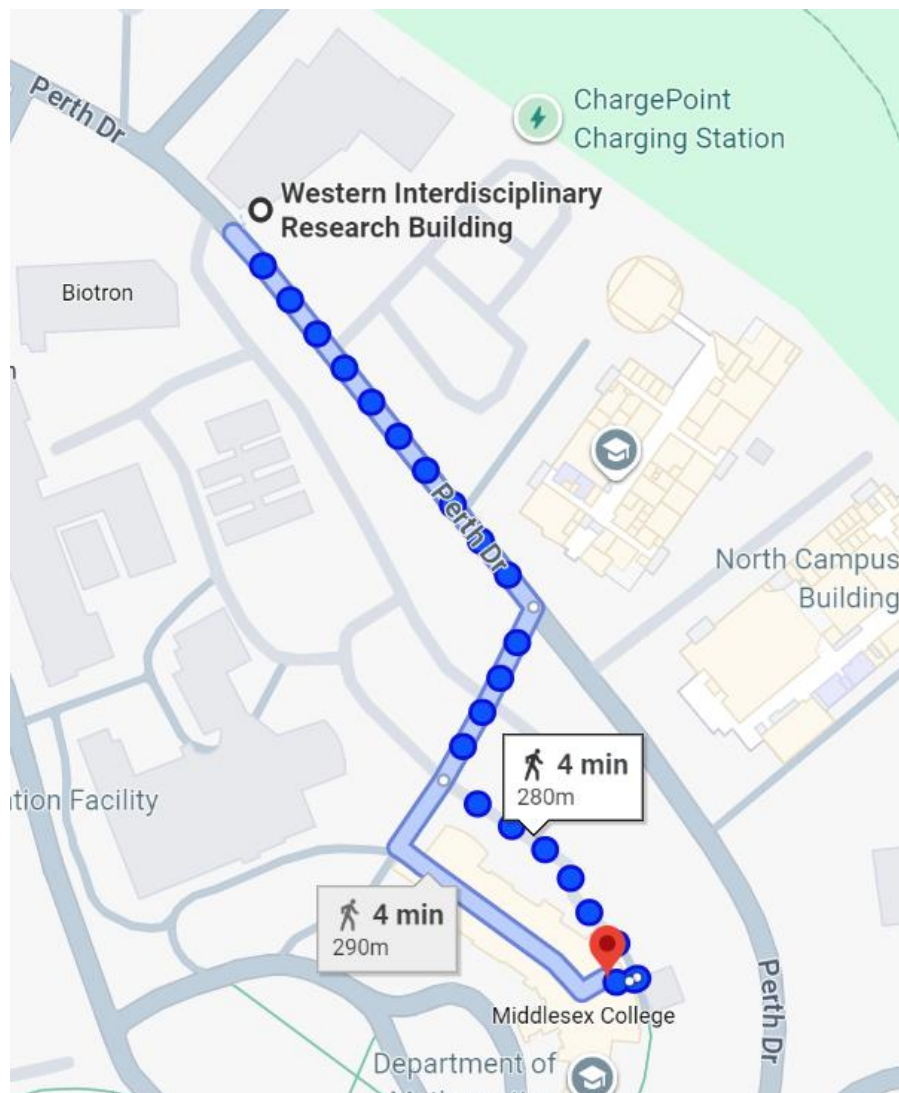 Perth Dr
ChargePoint
Charging Station
Western Interdisciplinary
Research Building
Biotron
Perth Dr
North Campus
Building
4 min
280m
tion Facility
4 min
290m
Perth Dr
Middlesex College
Department of